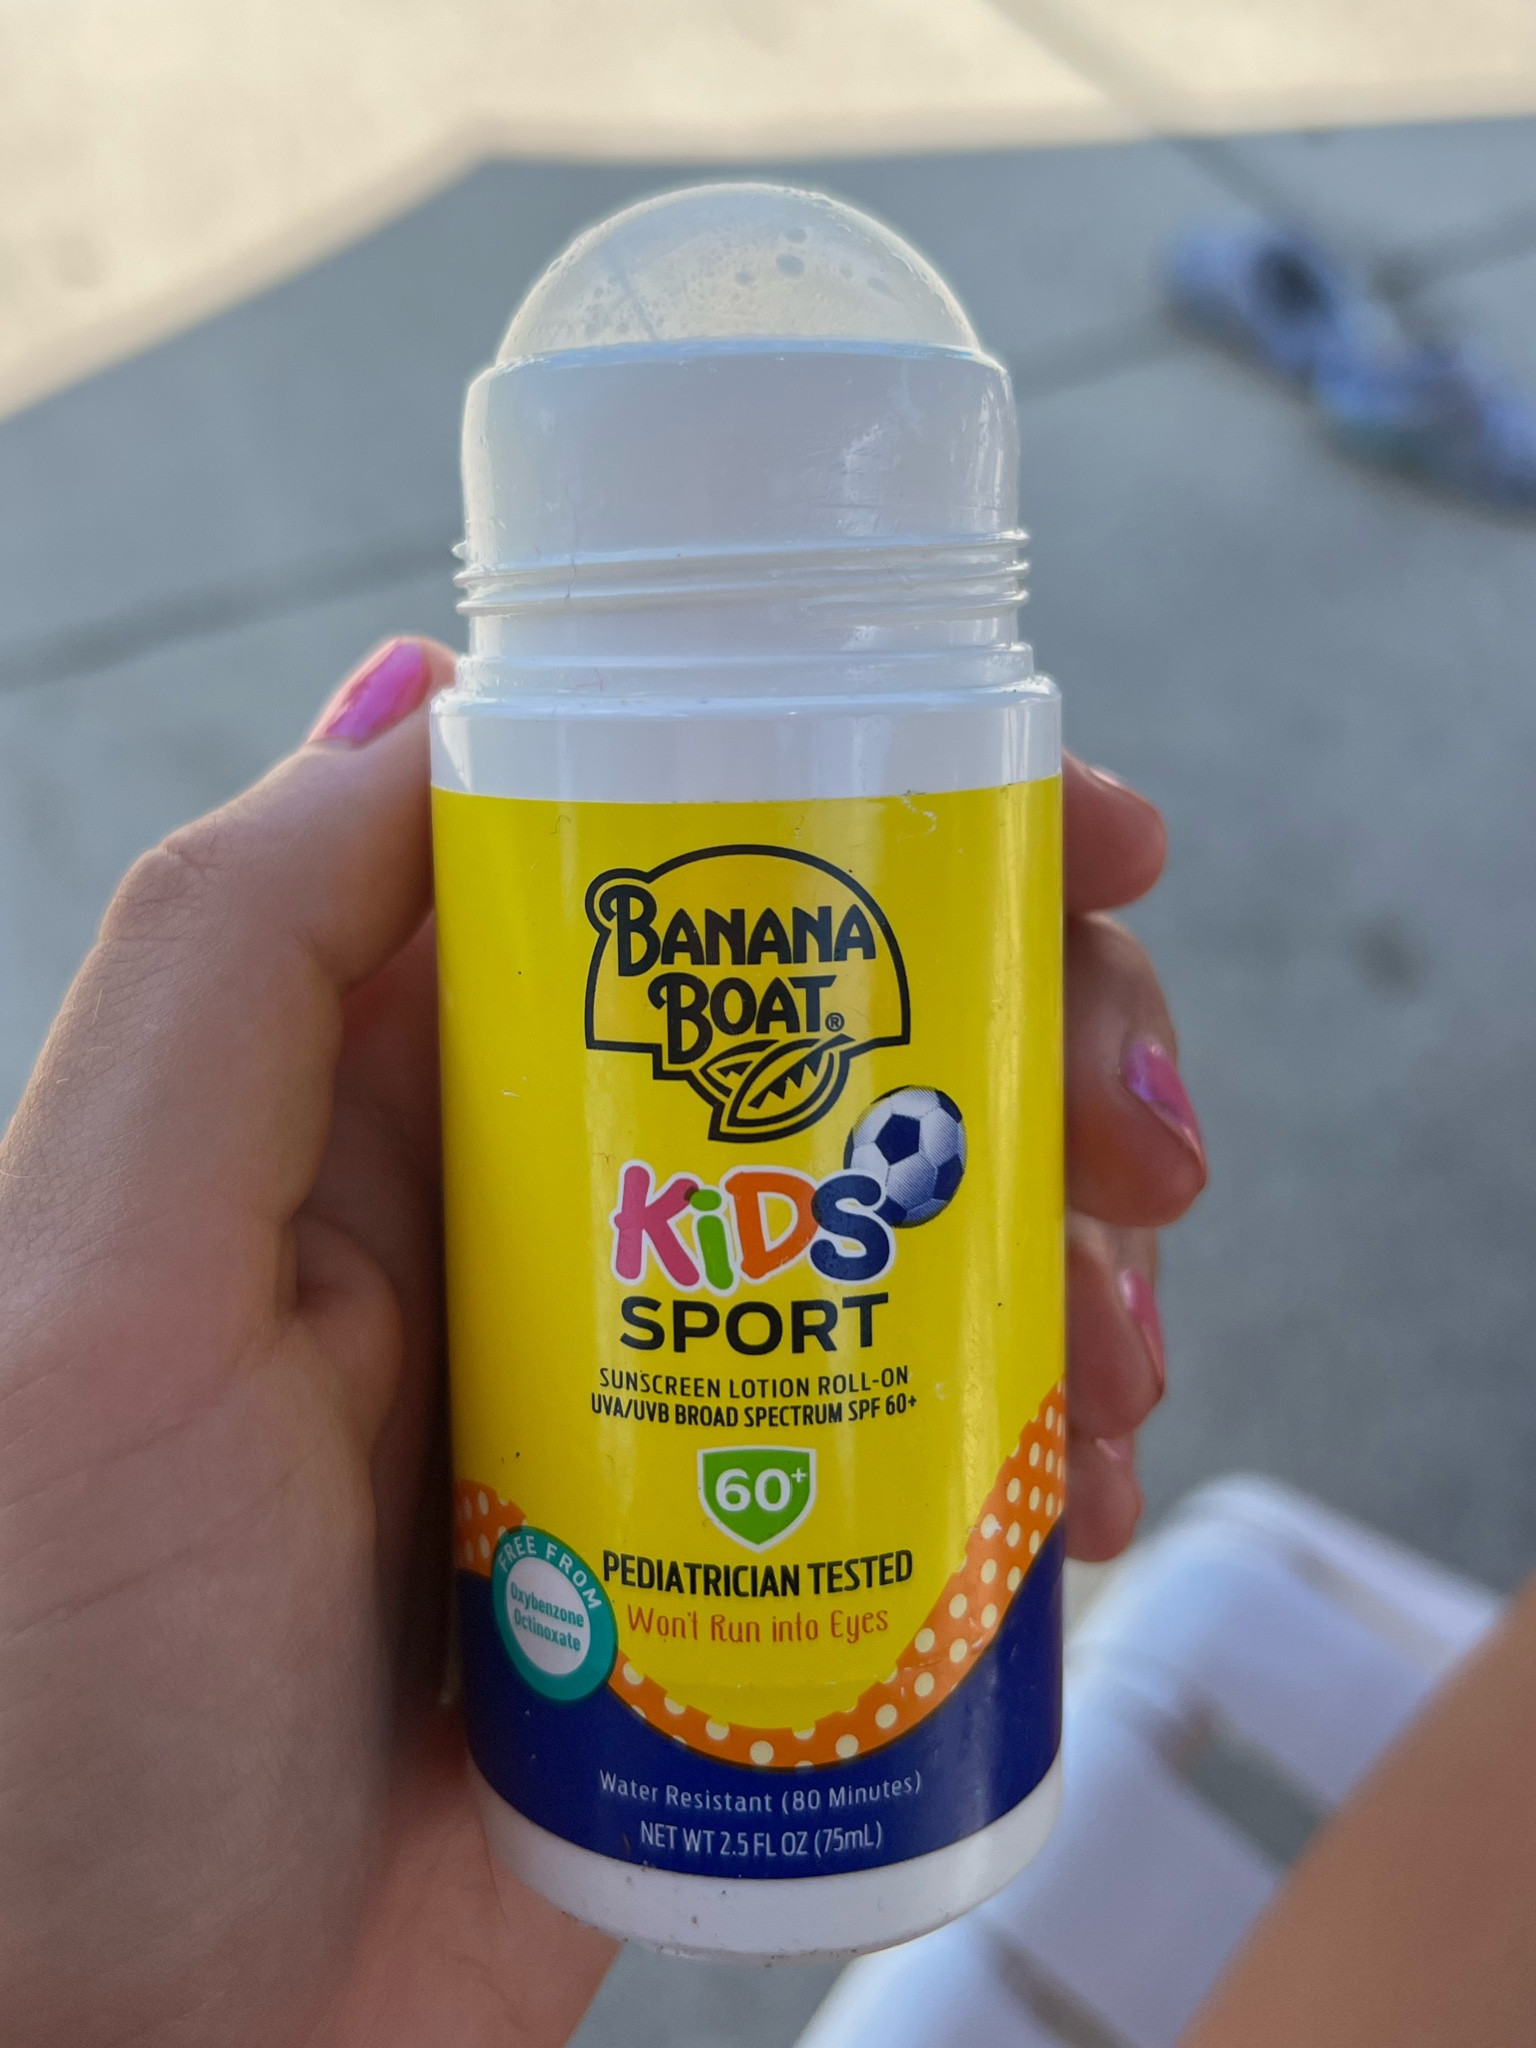 BANANA
BOAT®
KiDS
SPORT
SUNSCREEN LOTION ROLL-ON
UVA/UVB BROAD SPECTRUM SPF 60+
60+
PEDIATRICIAN TESTED
Won't Run into Eyes
FREE FROM
Oxybenzone
Octinoxate
Water Resistant (80 Minutes)
NET WT 2.5 FL OZ (75mL)